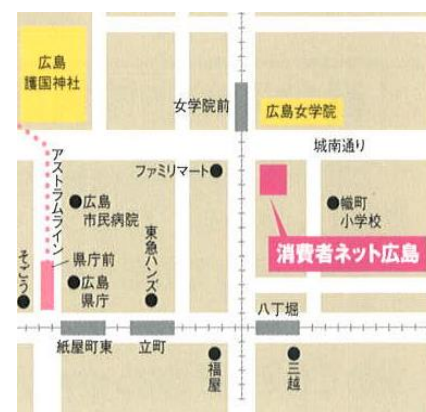 広島
護国神社
女学院前
広島女学院
城南通り
アストラムライン
ファミリマート
広島
市民病院
幟町
小学校
東急ハンズ
消費者ネット広島
県庁前
そごう
広島
県庁
八丁堀
紙屋町東
立町
福屋
三越